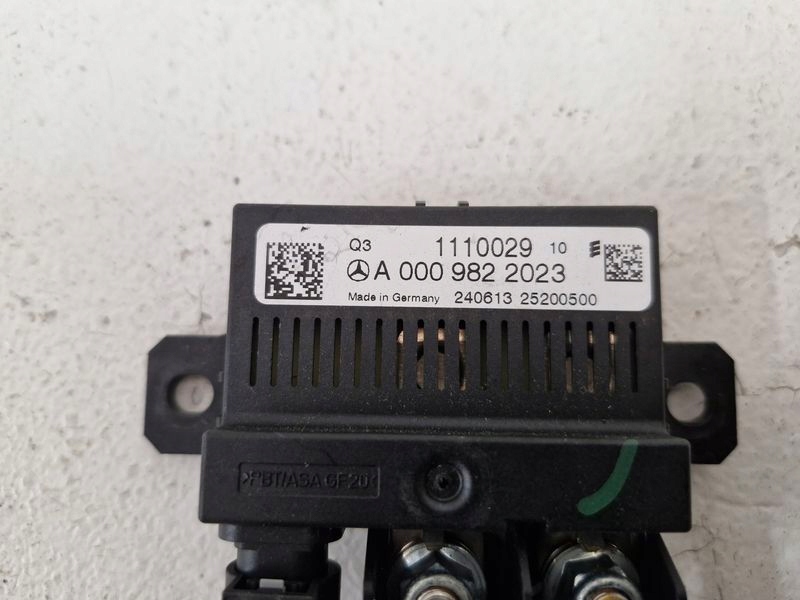 Q3 1110029 10
A 000 982 2023
Made in Germany 240613 25200500
>PBT/ASA GF20<